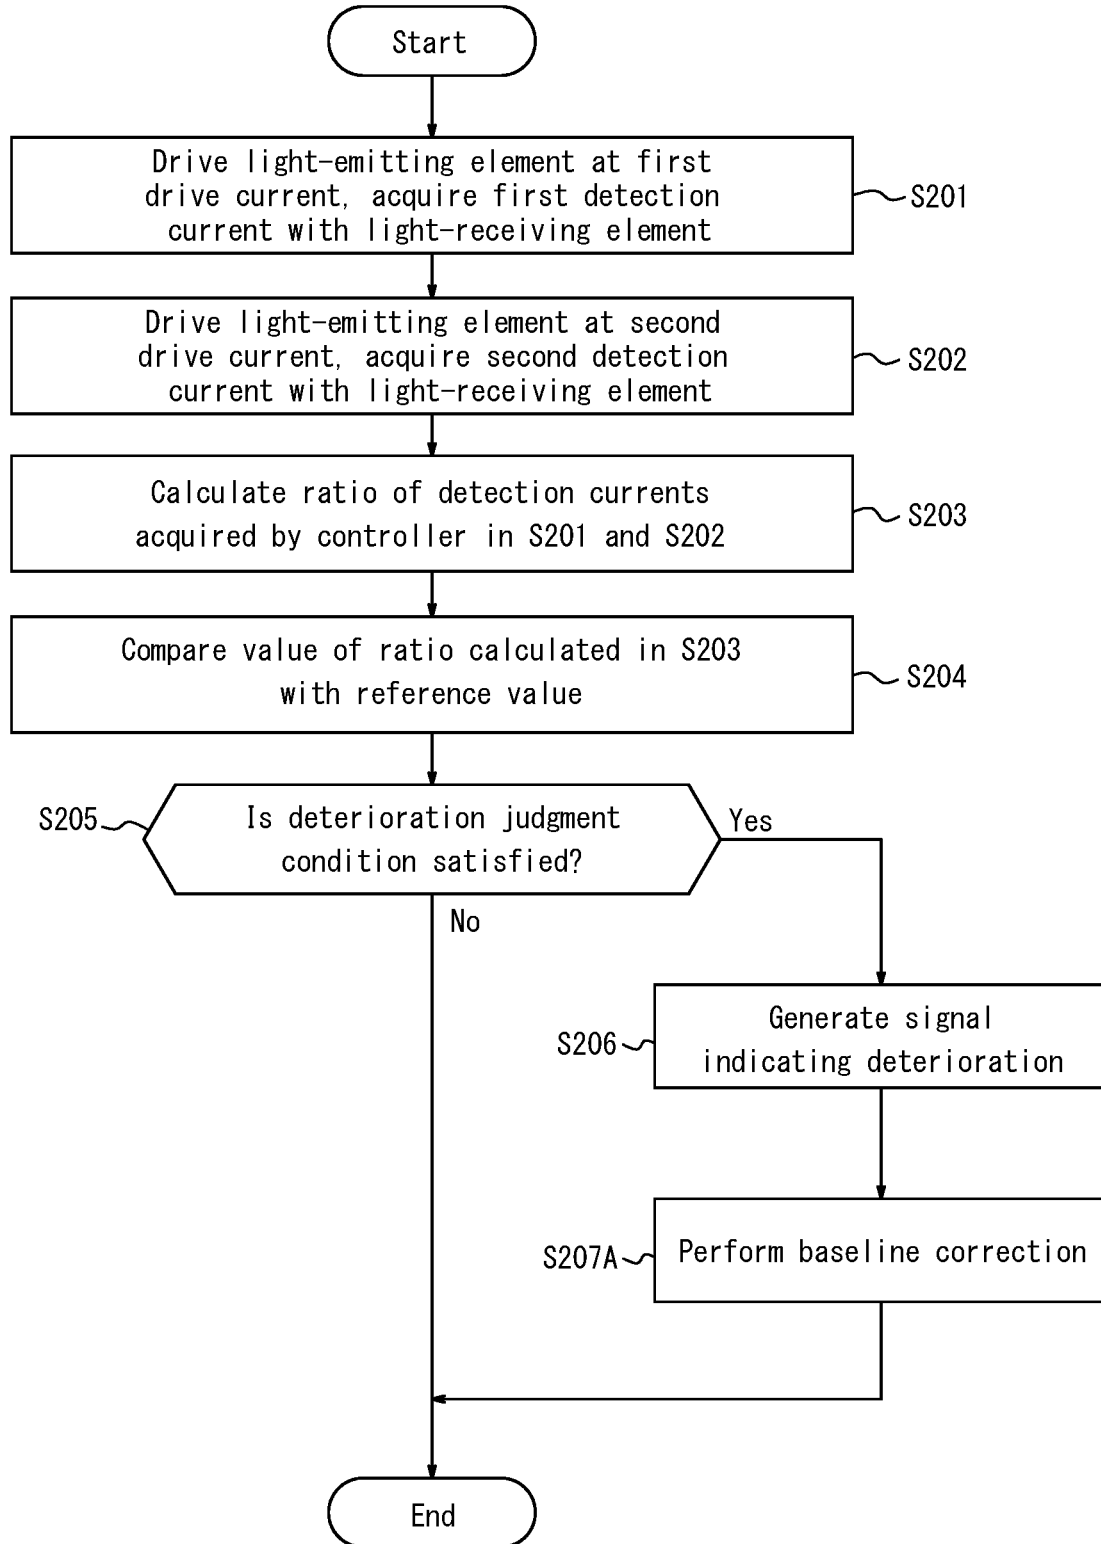 Start
Drive light-emitting element at first
drive current, acquire first detection
current with light-receiving element
S201
Drive light-emitting element at second
drive current, acquire second detection
current with light-receiving element
S202
Calculate ratio of detection currents
acquired by controller in S201 and S202
S203
Compare value of ratio calculated in S203
with reference value
S204
S205
Is deterioration judgment
condition satisfied?
Yes
No
S206
Generate signal
indicating deterioration
S207A
Perform baseline correction
End